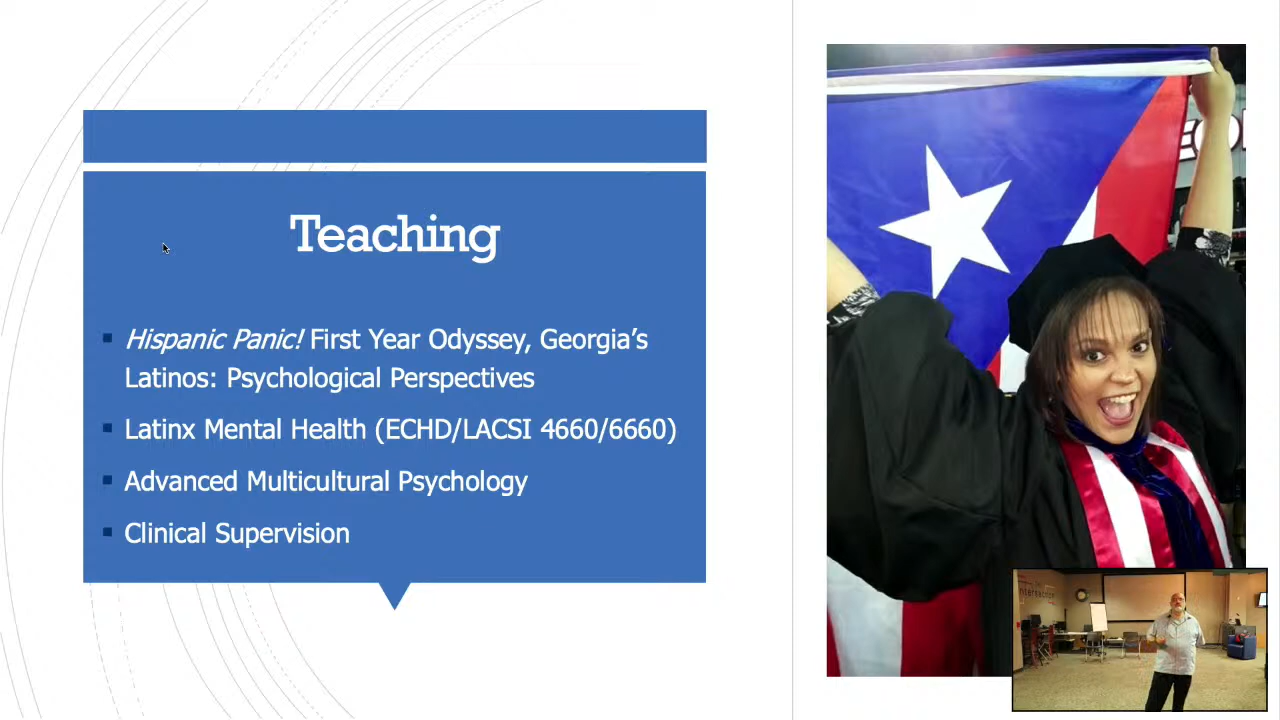 Teaching
Hispanic Panic! First Year Odyssey, Georgia’s
Latinos: Psychological Perspectives
Latinx Mental Health (ECHD/LACSI 4660/6660)
Advanced Multicultural Psychology
Clinical Supervision